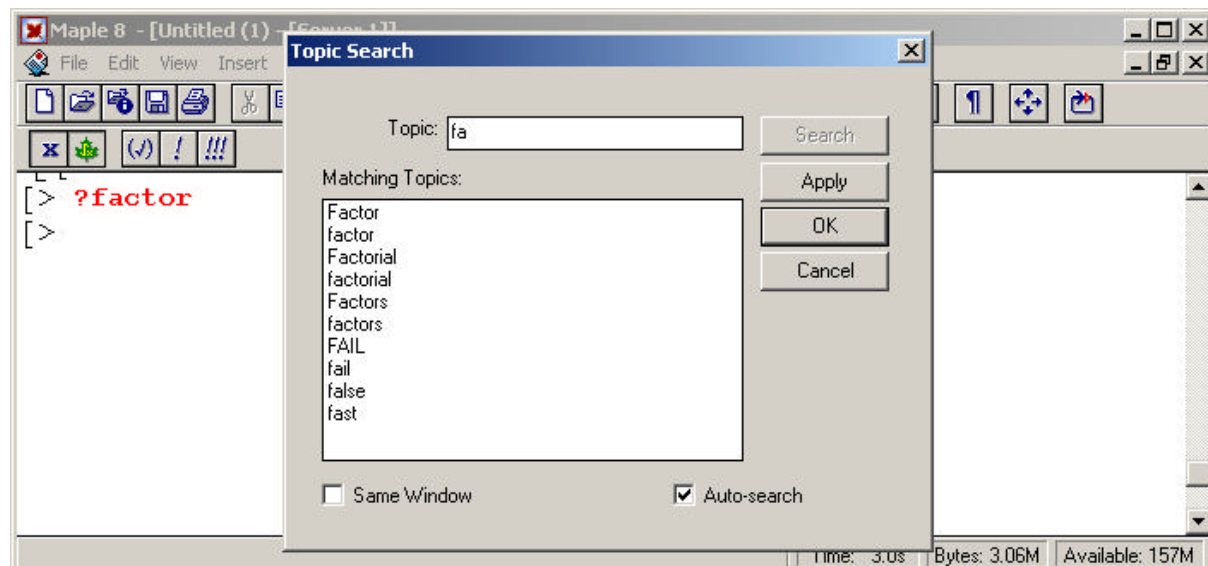 Maple 8 - [Untitled (1) - [Server 1]]
File Edit View Insert
Topic Search
Topic: fa
Search
Matching Topics:
Apply
OK
Cancel
Factor
factor
Factorial
factorial
Factors
factors
FAIL
fail
false
fast
Same Window
Auto-search
[> ?factor
[>
Time: 3.0s Bytes: 3.06M Available: 157M